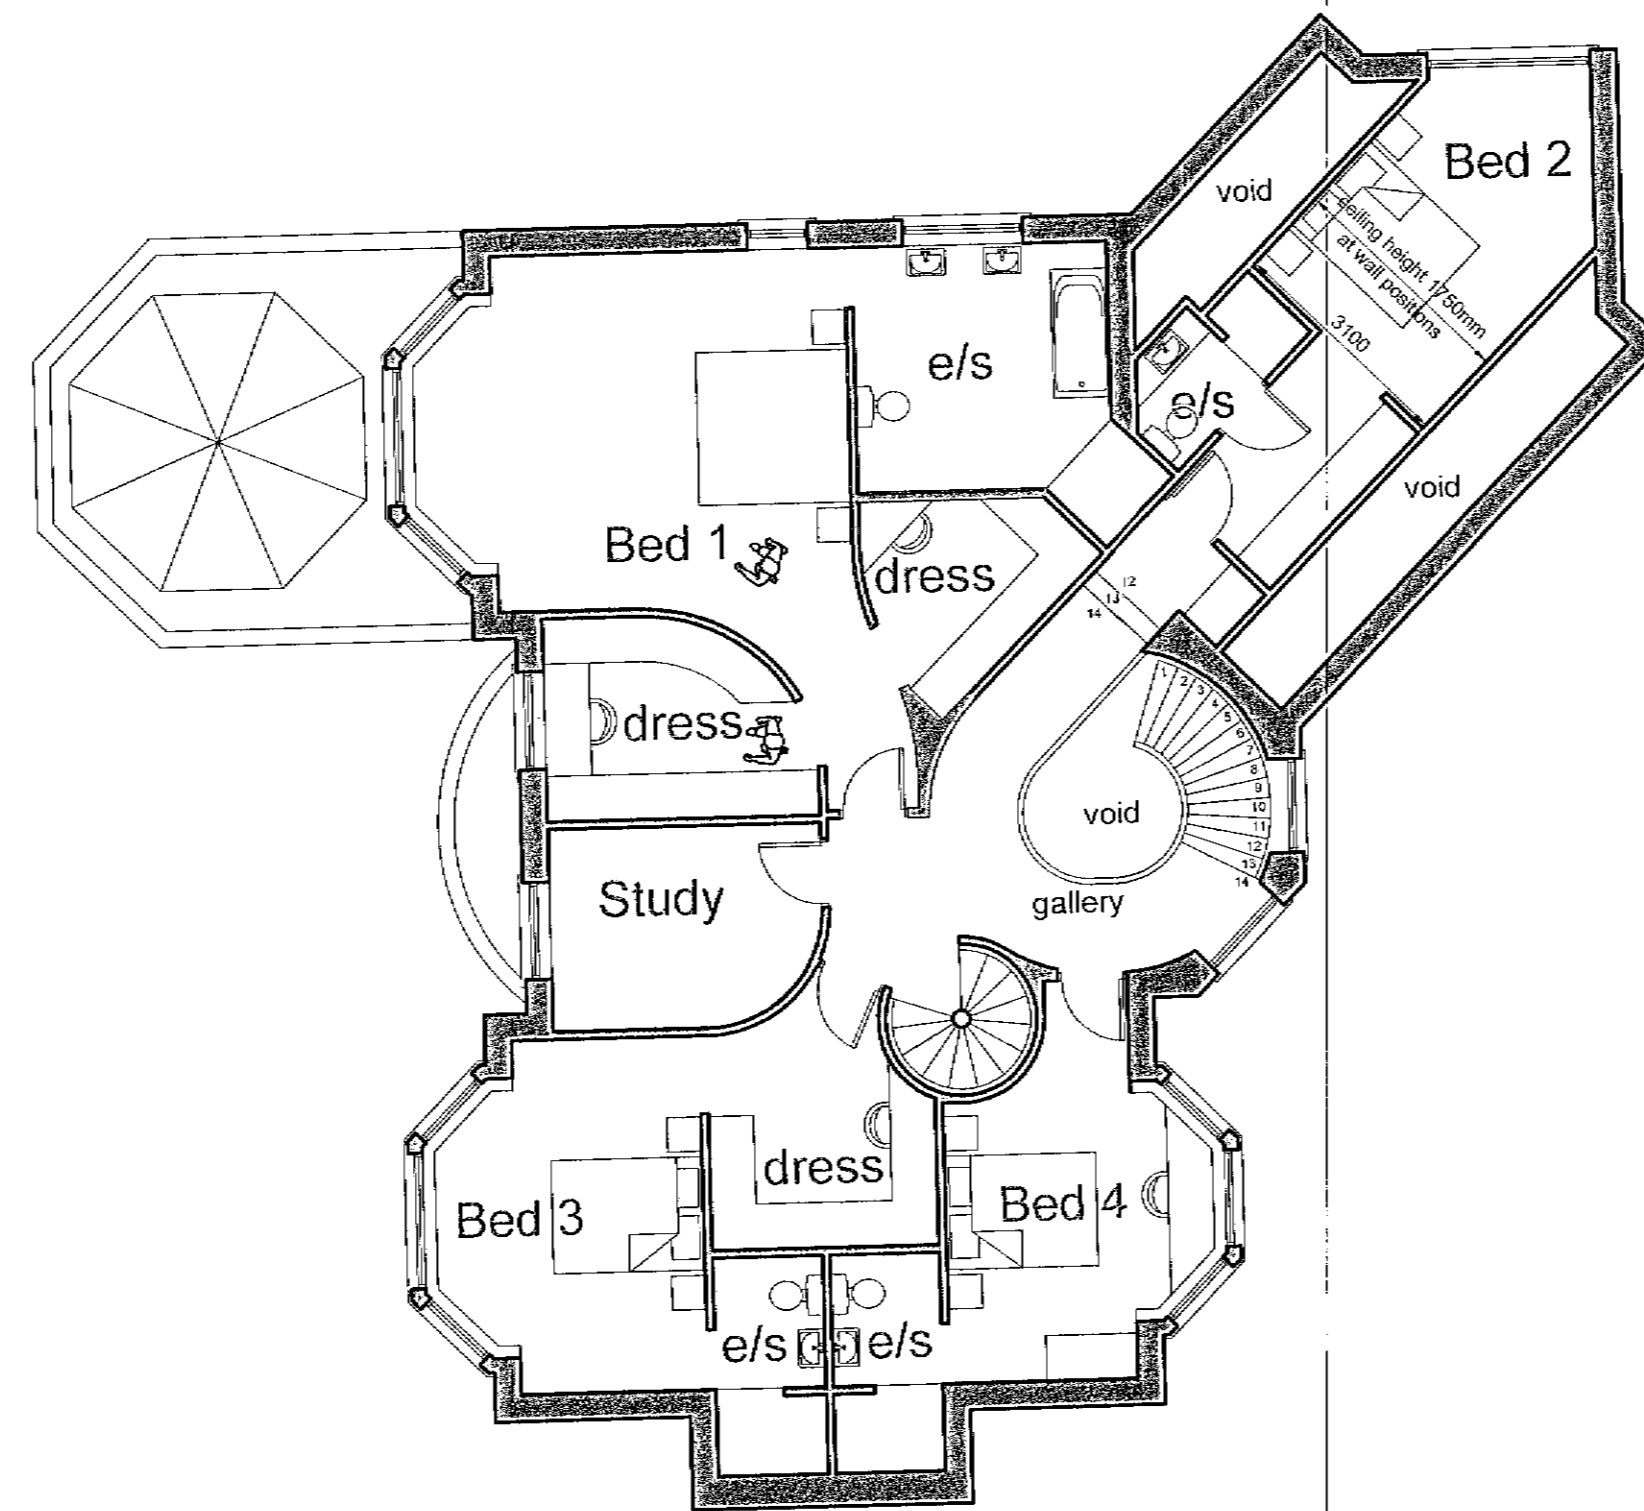 Bed 2
void
ceiling height 1750mm
at wall positions
3100
e/s
e/s
void
Bed 1
dress
12
13
14
dress
1
2
3
4
5
6
7
8
9
10
11
12
13
14
void
Study
gallery
dress
Bed 3
Bed 4
e/s
e/s